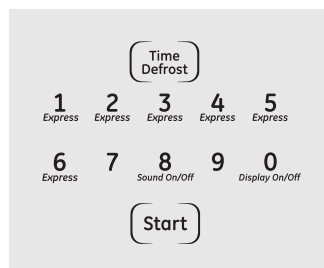 Time
Defrost
1 2 3 4 5
Express Express Express Express Express
6 7 8 9 0
Express Sound On/Off Display On/Off
Start